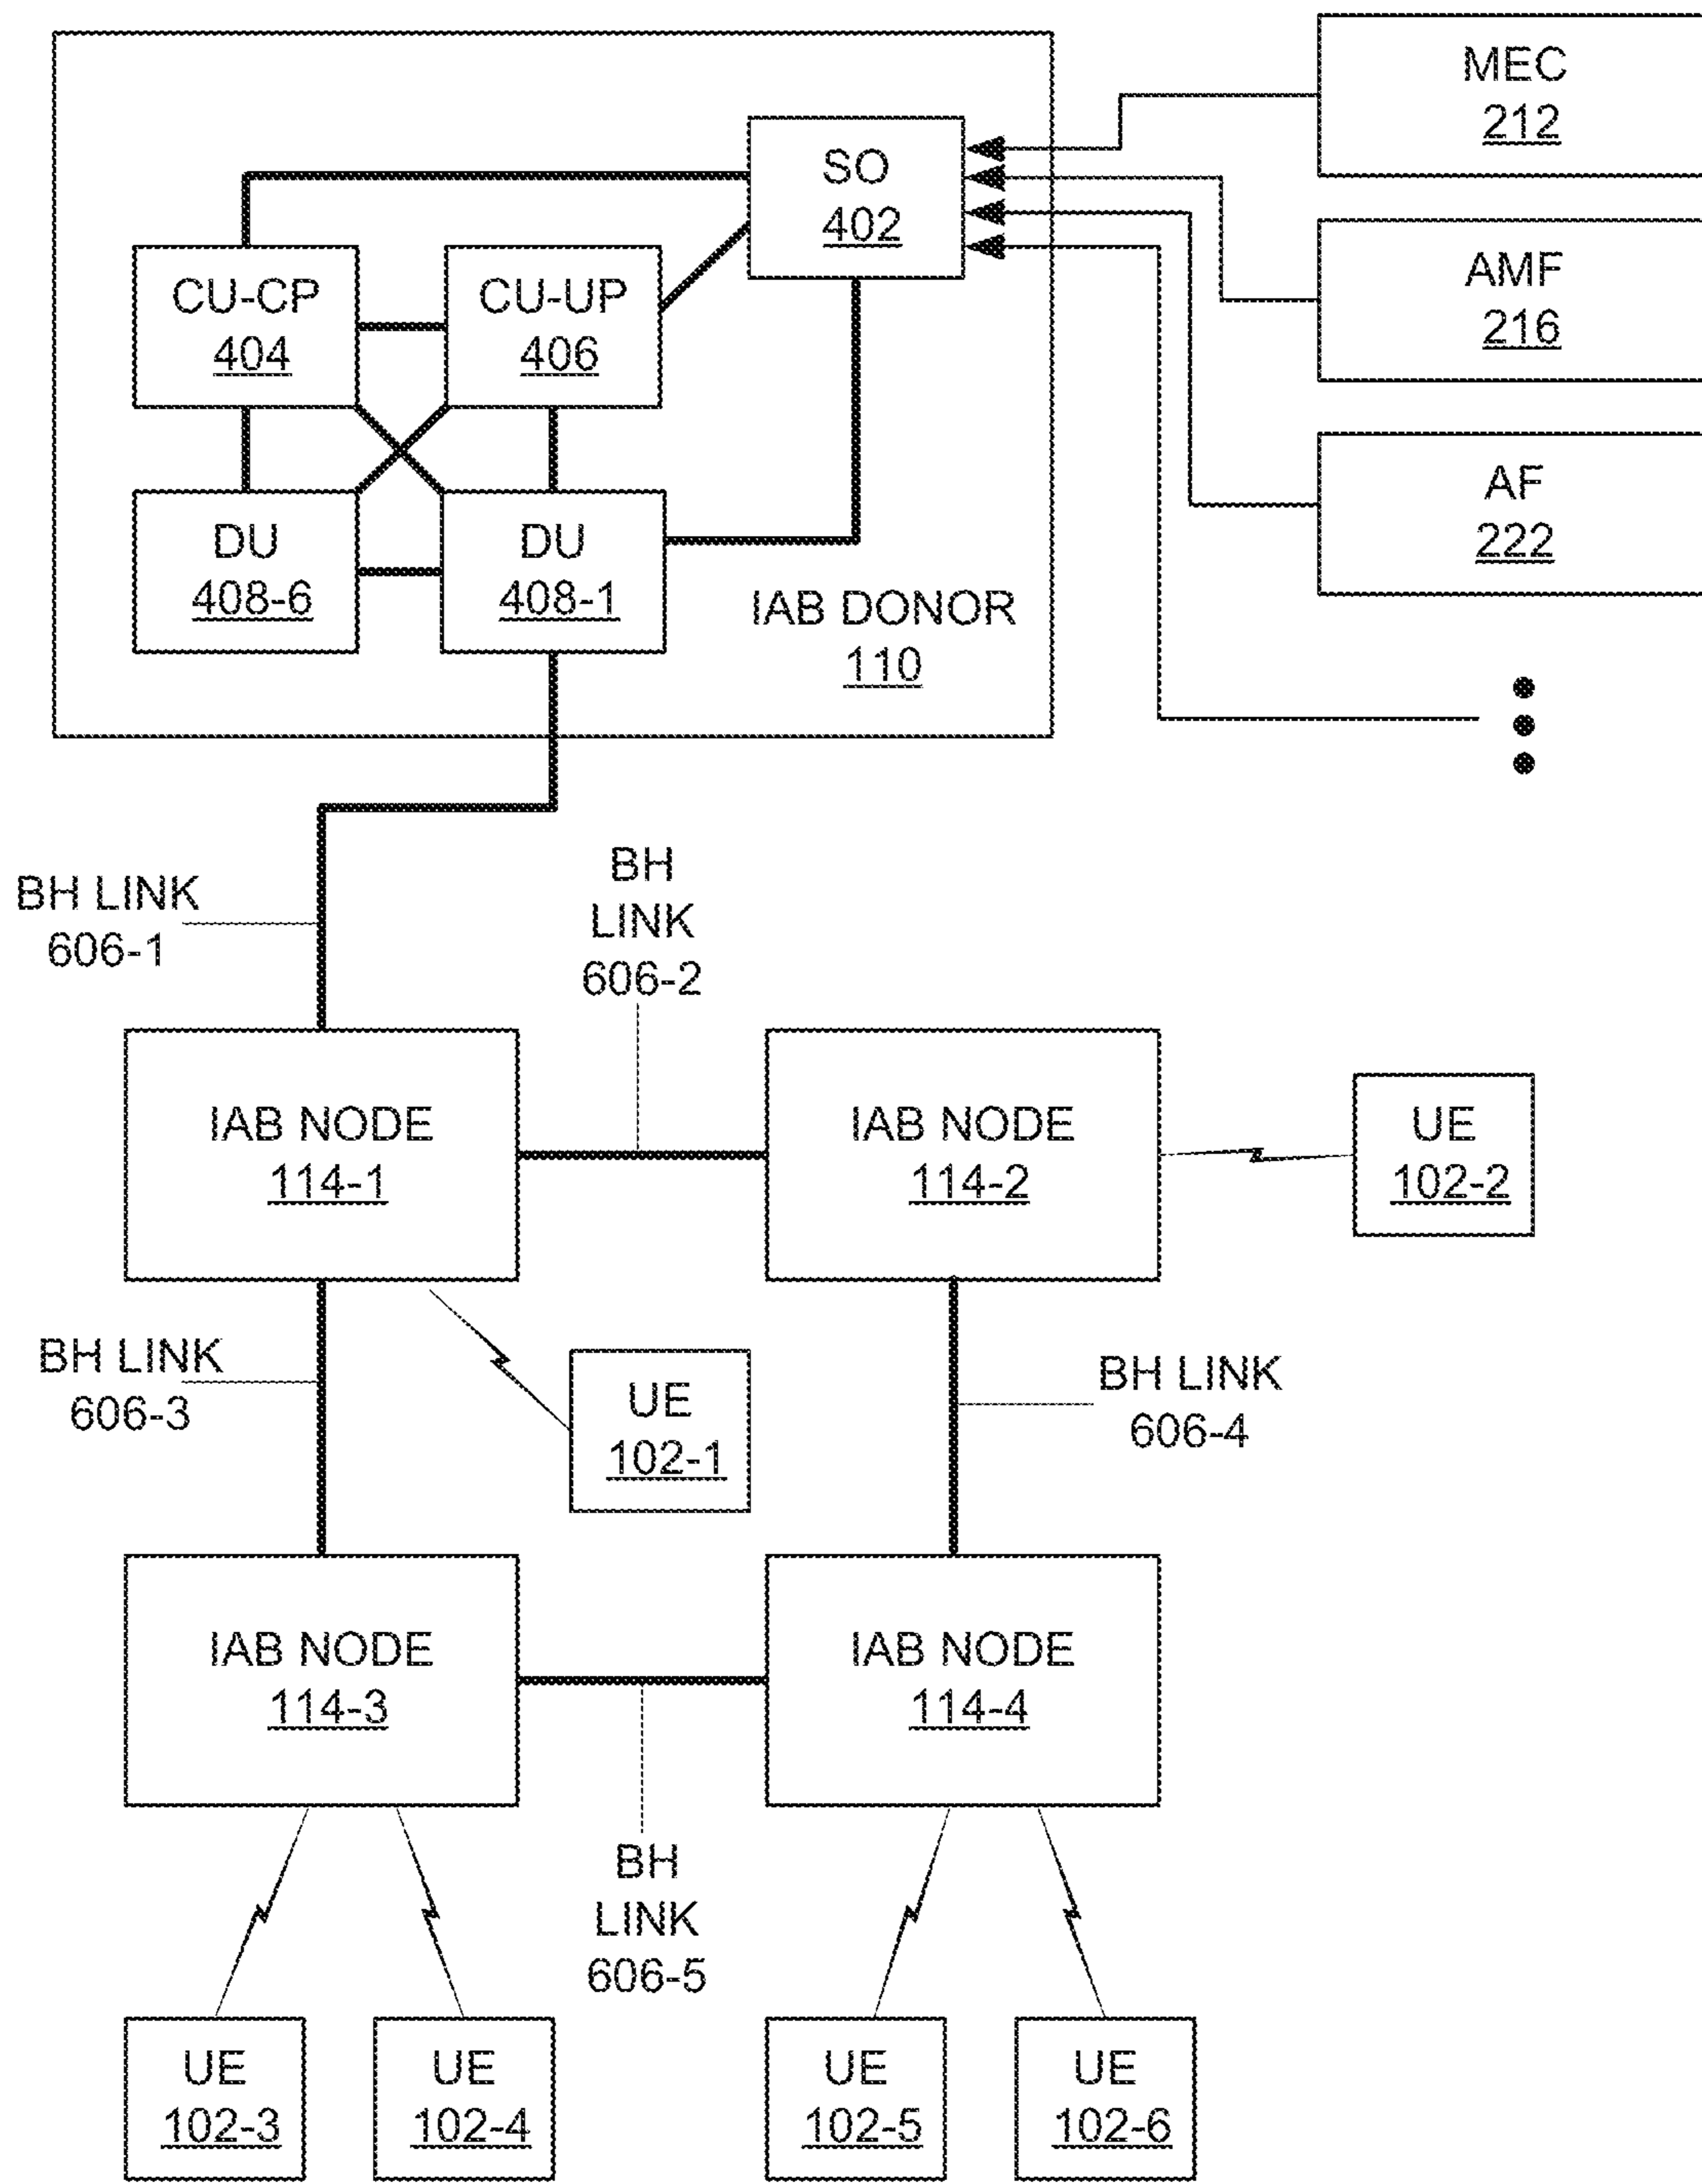 MEC
212
SO
402
AMF
216
CU-CP
404
CU-UP
406
AF
222
DU
408-6
DU
408-1
IAB DONOR
110
BH LINK
606-1
BH
LINK
606-2
IAB NODE
114-1
IAB NODE
114-2
UE
102-2
BH LINK
606-3
UE
102-1
BH LINK
606-4
IAB NODE
114-3
IAB NODE
114-4
BH
LINK
606-5
UE
102-3
UE
102-4
UE
102-5
UE
102-6